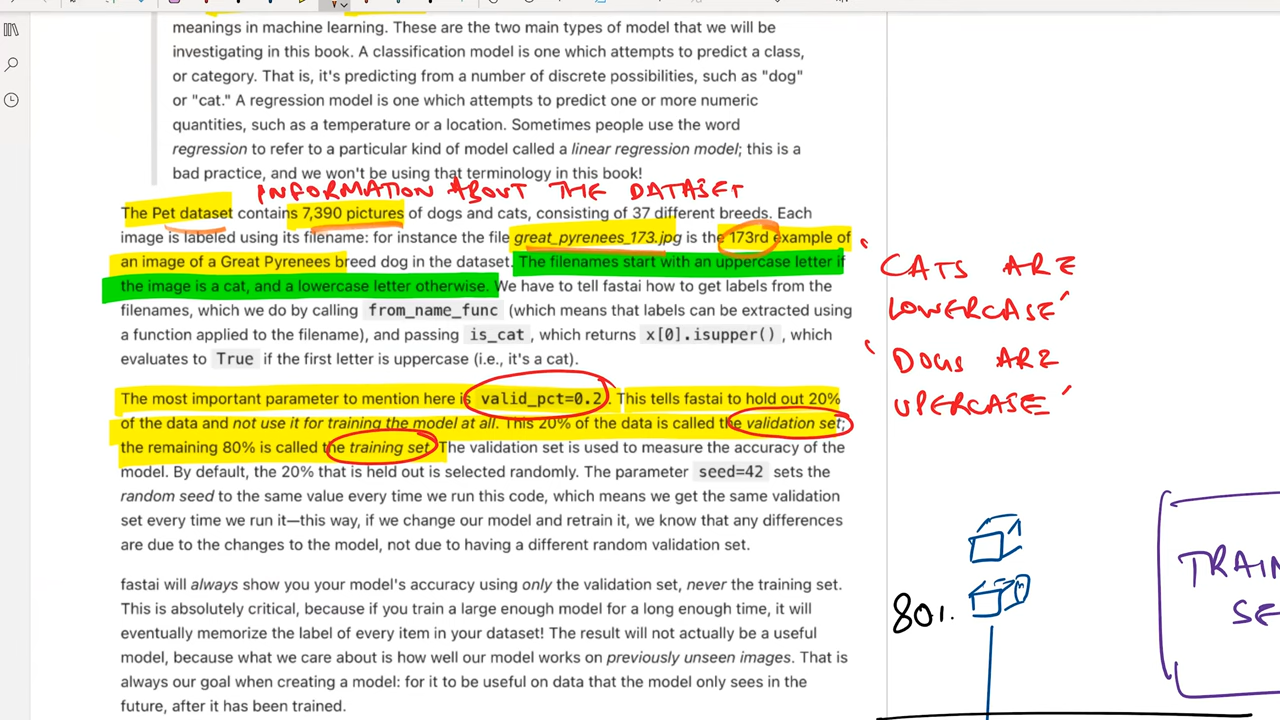 meanings in machine learning. These are the two main types of model that we will be
investigating in this book. A classification model is one which attempts to predict a class,
or category. That is, it's predicting from a number of discrete possibilities, such as "dog"
or "cat." A regression model is one which attempts to predict one or more numeric
quantities, such as a temperature or a location. Sometimes people use the word
regression to refer to a particular kind of model called a linear regression model; this is a
bad practice, and we won't be using that terminology in this book!
INFORMATION ABOUT THE DATASET
The Pet dataset contains 7,390 pictures of dogs and cats, consisting of 37 different breeds. Each
image is labeled using its filename: for instance the file great_pyrenees_173.jpg is the 173rd example of
an image of a Great Pyrenees breed dog in the dataset. The filenames start with an uppercase letter if
the image is a cat, and a lowercase letter otherwise. We have to tell fastai how to get labels from the
filenames, which we do by calling from_name_func (which means that labels can be extracted using
a function applied to the filename), and passing is_cat , which returns x[0].isupper() , which
evaluates to True if the first letter is uppercase (i.e., it's a cat).
'CATS ARE
LOWERCASE'
'DOGS ARE
UPERCASE'
The most important parameter to mention here is valid_pct=0.2. This tells fastai to hold out 20%
of the data and not use it for training the model at all. This 20% of the data is called the validation set;
the remaining 80% is called the training set. The validation set is used to measure the accuracy of the
model. By default, the 20% that is held out is selected randomly. The parameter seed=42 sets the
random seed to the same value every time we run this code, which means we get the same validation
set every time we run it—this way, if we change our model and retrain it, we know that any differences
are due to the changes to the model, not due to having a different random validation set.
fastai will always show you your model's accuracy using only the validation set, never the training set.
This is absolutely critical, because if you train a large enough model for a long enough time, it will
eventually memorize the label of every item in your dataset! The result will not actually be a useful
model, because what we care about is how well our model works on previously unseen images. That is
always our goal when creating a model: for it to be useful on data that the model only sees in the
future, after it has been trained.
TRAIN
SE